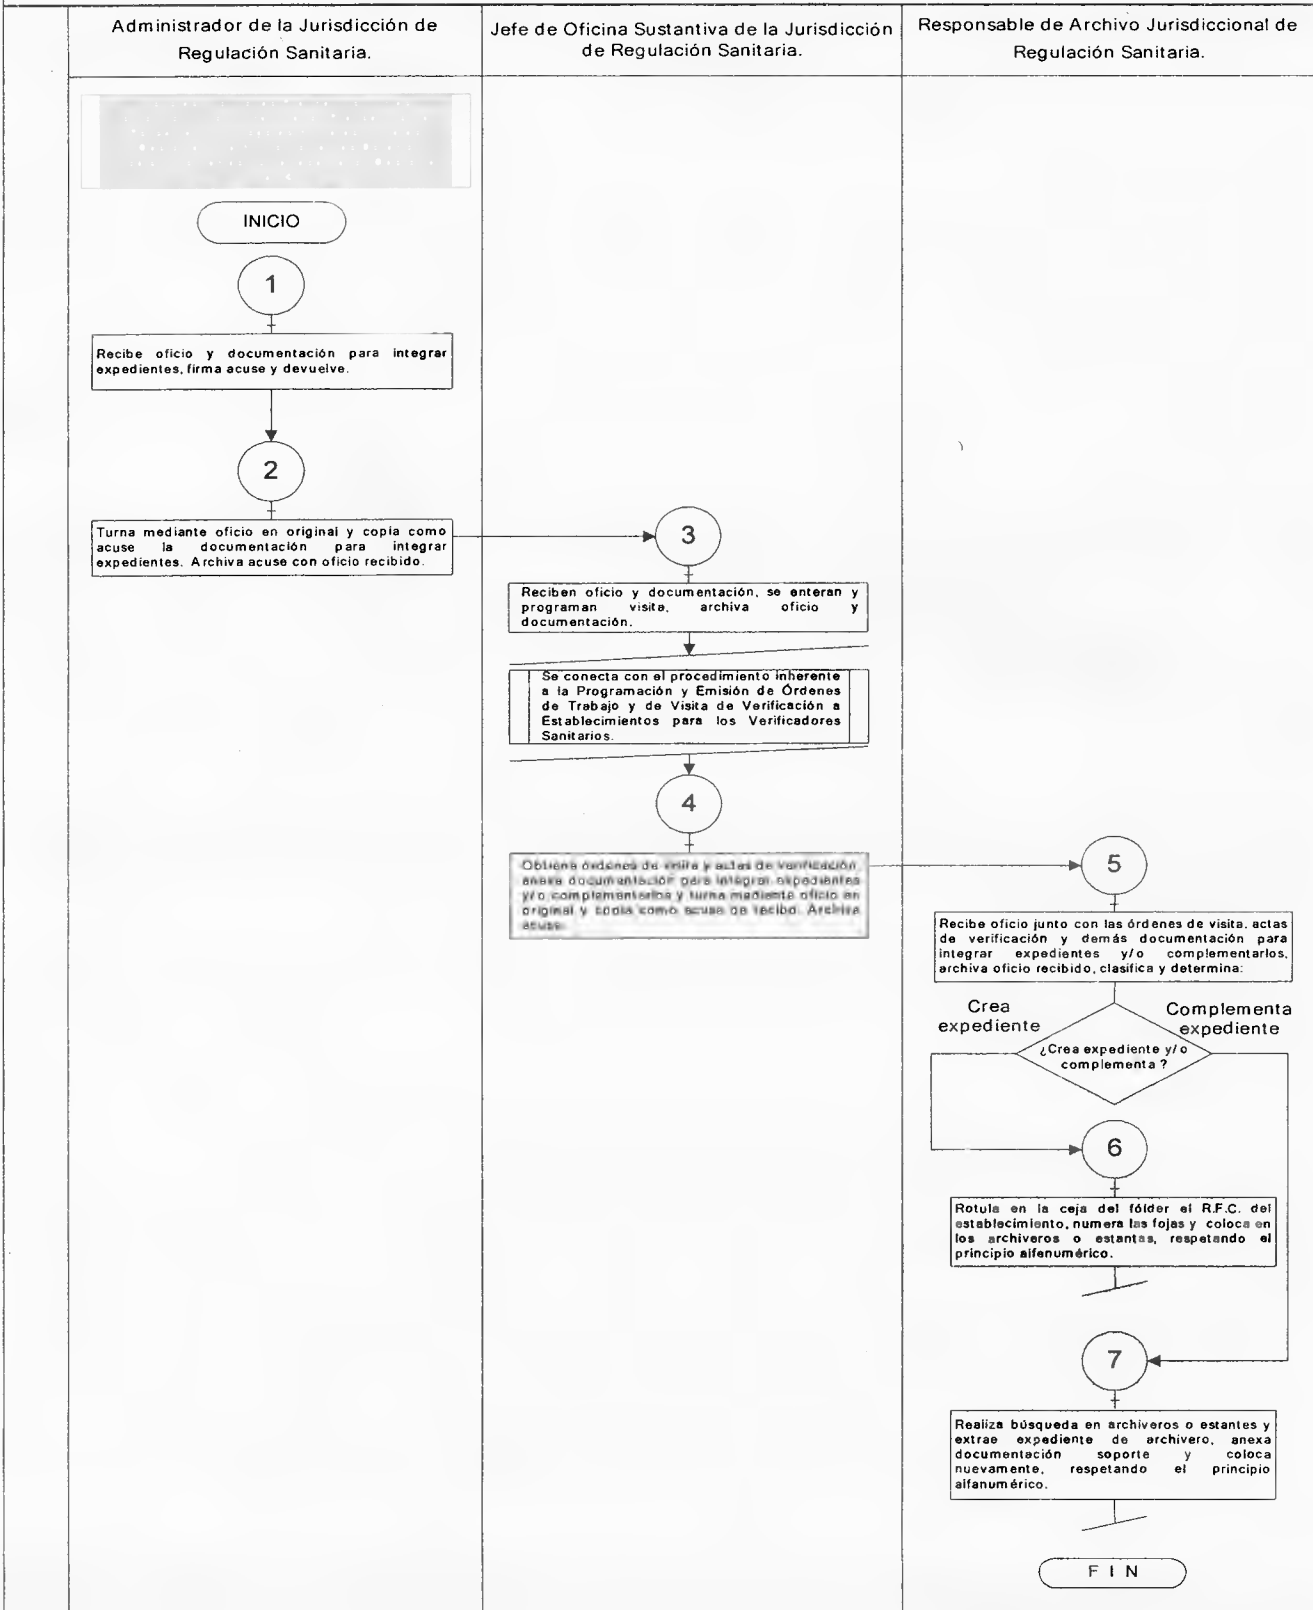 Administrador de la Jurisdicción de
Regulación Sanitaria.
Jefe de Oficina Sustantiva de la Jurisdicción
de Regulación Sanitaria.
Responsable de Archivo Jurisdiccional de
Regulación Sanitaria.
INICIO
1
Recibe oficio y documentación para integrar
expedientes, firma acuse y devuelve.
2
Turna mediante oficio en original y copia como
acuse la documentación para integrar
expedientes. Archiva acuse con oficio recibido.
3
Reciben oficio y documentación, se enteran y
programan visita, archiva oficio y
documentación.
Se conecta con el procedimiento inherente
a la Programación y Emisión de Órdenes
de Trabajo y de Visita de Verificación a
Establecimientos para los Verificadores
Sanitarios.
4
Obtiene órdenes de visita y actas de verificación,
anexa documentación para integrar expedientes
y/o complementarlos y turna mediante oficio en
original y copia como acuse de recibo. Archiva
acuse.
5
Recibe oficio junto con las órdenes de visita, actas
de verificación y demás documentación para
integrar expedientes y/o complementarlos,
archiva oficio recibido, clasifica y determina:
Crea
expediente
Complementa
expediente
¿Crea expediente y/o
complementa ?
6
Rotula en la ceja del fólder el R.F.C. del
establecimiento, numera las fojas y coloca en
los archiveros o estantes, respetando el
principio alfenumérico.
7
Realiza búsqueda en archiveros o estantes y
extrae expediente de archivero, anexa
documentación soporte y coloca
nuevamente, respetando el principio
alfanumérico.
F I N